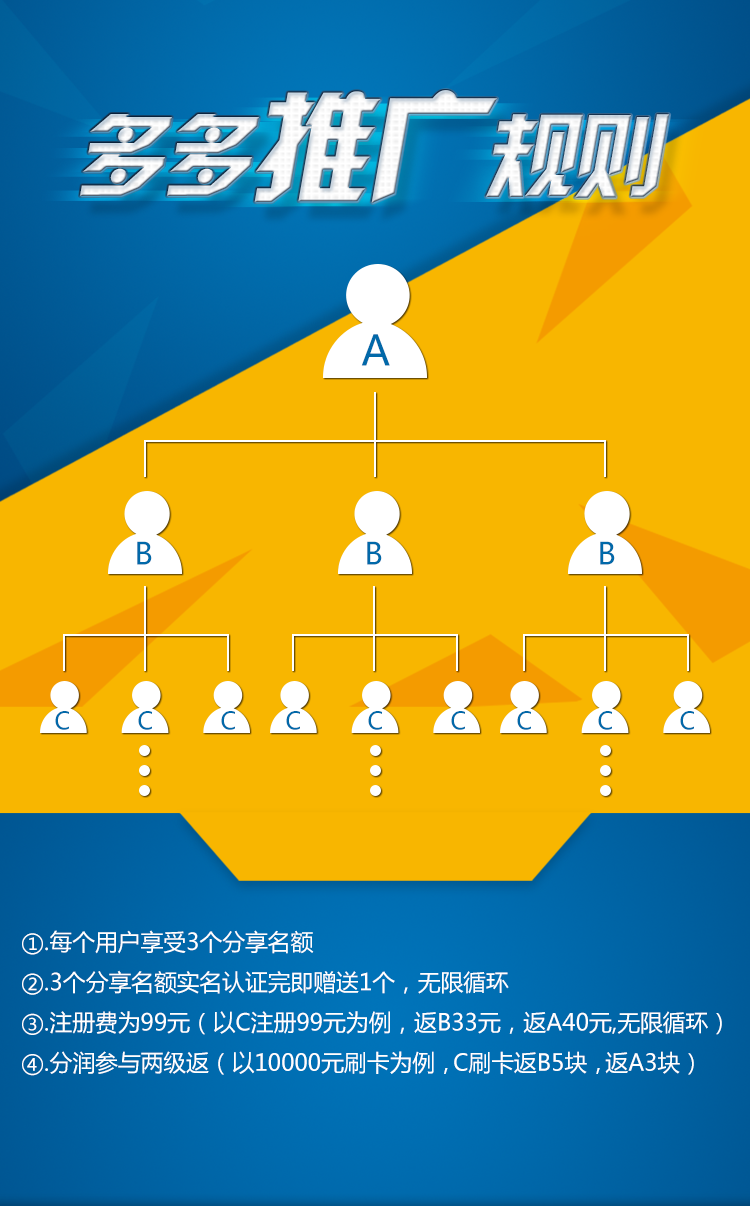 多多推广规则
A
B B B
C C C C C C C C C
①.每个用户享受3个分享名额
②.3个分享名额实名认证完即赠送1个，无限循环
③.注册费为99元（以C注册99元为例，返B33元，返A40元,无限循环）
④.分润参与两级返（以10000元刷卡为例，C刷卡返B5块，返A3块）